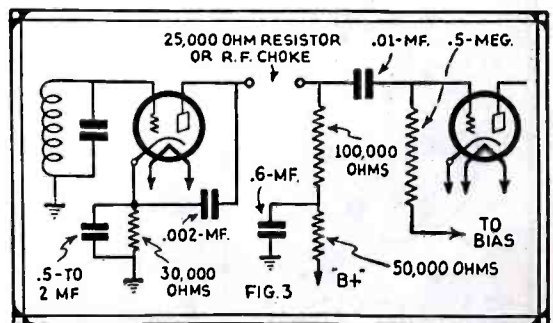 25,000 OHM RESISTOR
OR R.F. CHOKE
.01-MF.
.5-MEG.
100,000
OHMS
.6-MF.
.002-MF.
.5-TO
2 MF
30,000
OHMS
FIG. 3
"B+"
50,000 OHMS
TO
BIAS